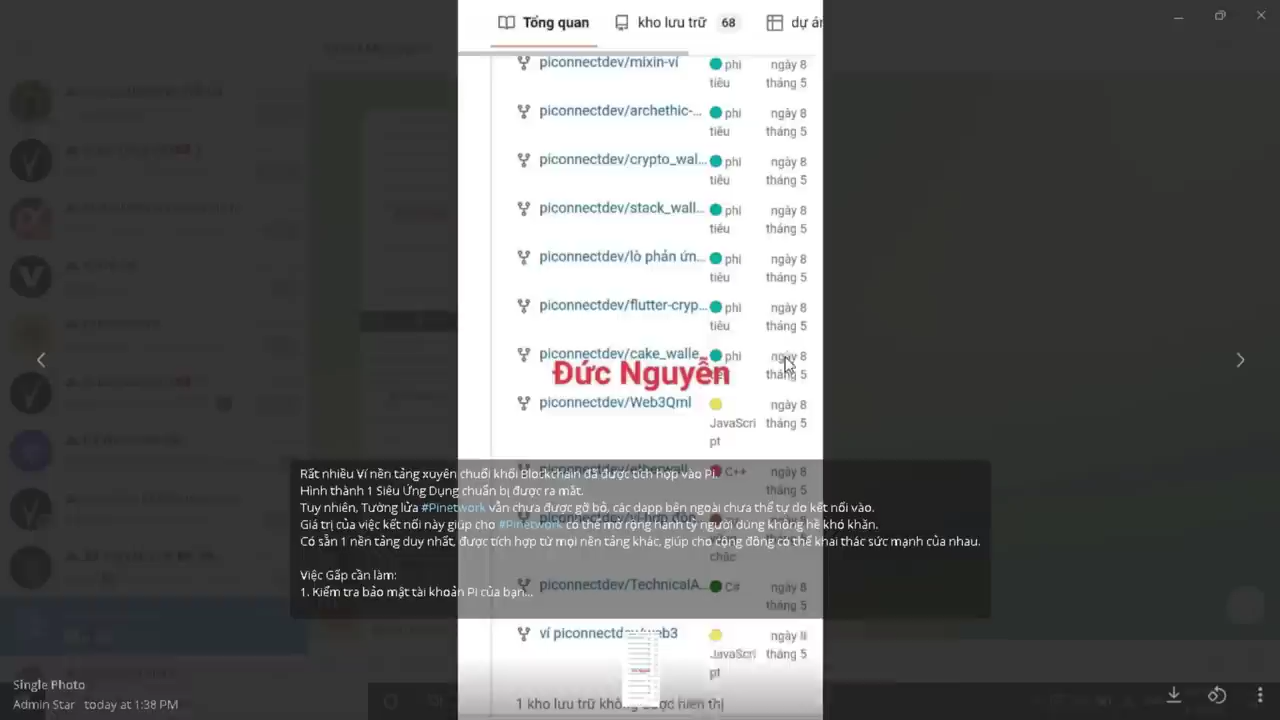 Tổng quan
kho lưu trữ 68
dự án
piconnectdev/mixin-ví
phi tiêu
ngày 8 tháng 5
piconnectdev/archethic-...
phi tiêu
ngày 8 tháng 5
piconnectdev/crypto_wal...
phi tiêu
ngày 8 tháng 5
piconnectdev/stack_wall...
phi tiêu
ngày 8 tháng 5
piconnectdev/lò phản ứn...
phi tiêu
ngày 8 tháng 5
piconnectdev/flutter-cryp...
phi tiêu
ngày 8 tháng 5
piconnectdev/cake_walle...
phi
ngày 8 tháng 5
Đức Nguyễn
piconnectdev/Web3Qml
JavaScri
pt
ngày 8 tháng 5
C++
ngày 8 tháng 5
Rất nhiều Ví nền tảng xuyên chuỗi khối Blockchain đã được tích hợp vào Pi.
Hình thành 1 Siêu Ứng Dụng chuẩn bị được ra mắt.
Tuy nhiên, Tường lửa #Pinetwork vẫn chưa được gỡ bỏ, các dapp bên ngoài chưa thể tự do kết nối vào.
Giá trị của việc kết nối này giúp cho #Pinetwork có thể mở rộng hành tỷ người dùng không hề khó khăn.
Có sẵn 1 nền tảng duy nhất, được tích hợp từ mọi nền tảng khác, giúp cho cộng đồng có thể khai thác sức mạnh của nhau.
Việc Gấp cần làm:
1. Kiểm tra bảo mật tài khoản Pi của bạn...
piconnectdev/TechnicalA...
C#
ngày 8 tháng 5
ví piconnectdev/web3
JavaScri
pt
tháng 5
1 kho lưu trữ không được hiển thị
Single Photo
Admin Star today at 1:38 PM